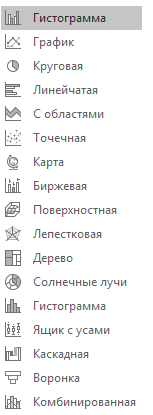 Гистограмма
График
Круговая
Линейчатая
С областями
Точечная
Карта
Биржевая
Поверхностная
Лепестковая
Дерево
Солнечные лучи
Гистограмма
Ящик с усами
Каскадная
Воронка
Комбинированная